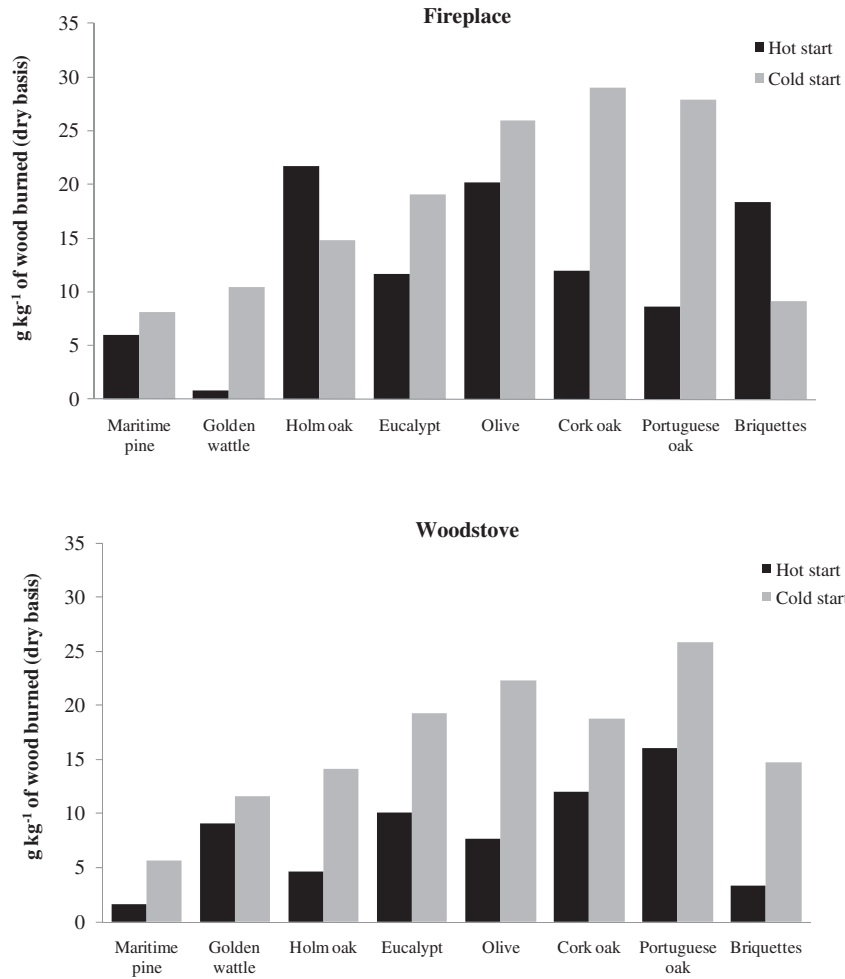 Fireplace
Hot start
Cold start
g kg⁻¹ of wood burned (dry basis)
35
30
25
20
15
10
5
0
Maritime pine
Golden wattle
Holm oak
Eucalypt
Olive
Cork oak
Portuguese oak
Briquettes
Woodstove
Hot start
Cold start
g kg⁻¹ of wood burned (dry basis)
35
30
25
20
15
10
5
0
Maritime pine
Golden wattle
Holm oak
Eucalypt
Olive
Cork oak
Portuguese oak
Briquettes